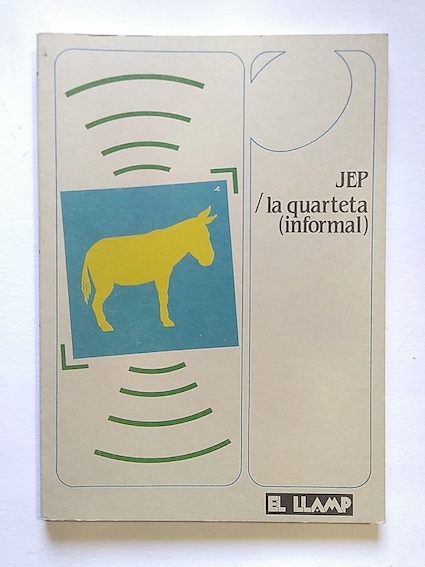 JEP
/la quarteta
(informal)
EL LLAMP